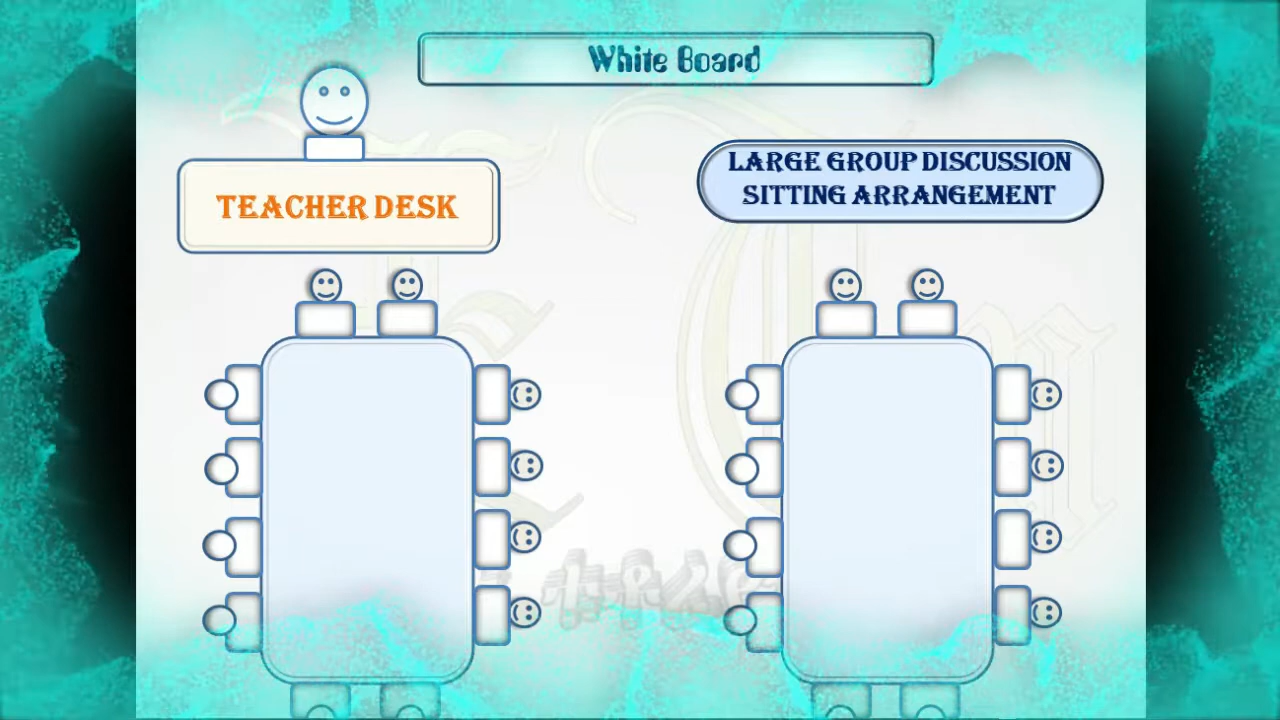 White Board
TEACHER DESK
LARGE GROUP DISCUSSION
SITTING ARRANGEMENT